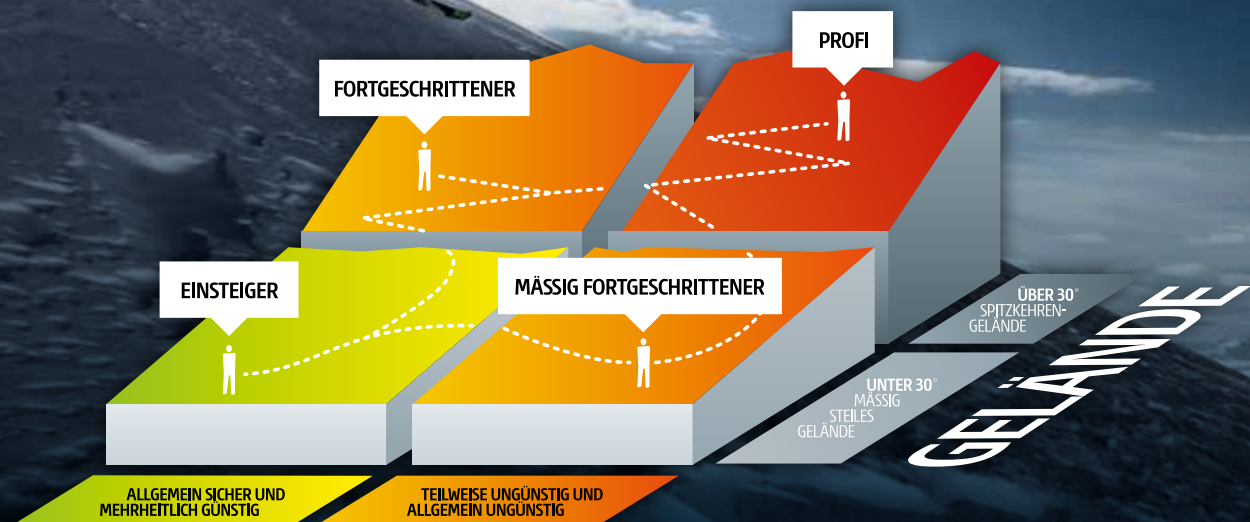 PROFI
FORTGESCHRITTENER
EINSTEIGER
MÄSSIG FORTGESCHRITTENER
ÜBER 30°
SPITZKEHREN-
GELÄNDE
UNTER 30°
MÄSSIG
STEILES
GELÄNDE
GELÄNDE
ALLGEMEIN SICHER UND
MEHRHEITLICH GÜNSTIG
TEILWEISE UNGÜNSTIG UND
ALLGEMEIN UNGÜNSTIG